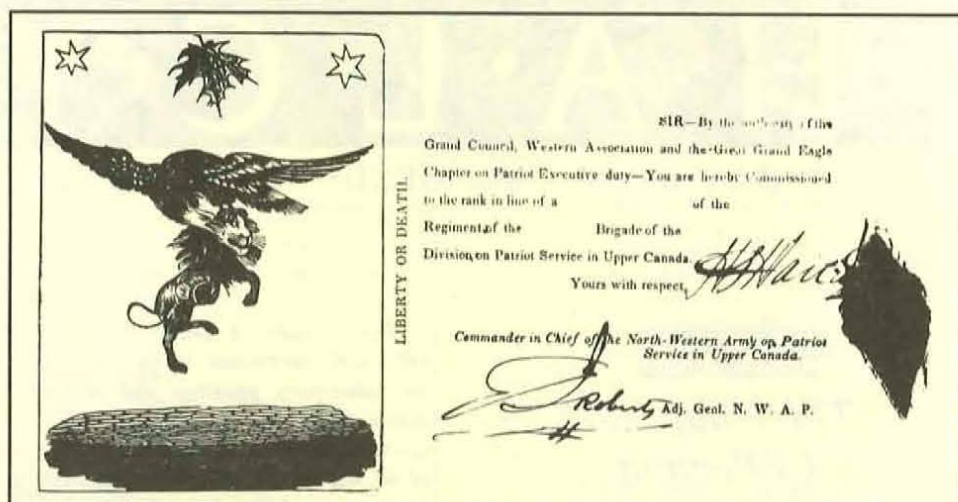 LIBERTY OR DEATH.
SIR—By the authority of the
Grand Council, Western Association and the Great Grand Eagle
Chapter on Patriot Executive duty—You are hereby Commissioned
to the rank in line of a of the
Regiment of the Brigade of the
Division, on Patriot Service in Upper Canada.
Yours with respect,
Commander in Chief of the North-Western Army on Patriot
Service in Upper Canada.
Roberts Adj. Genl. N. W. A. P.